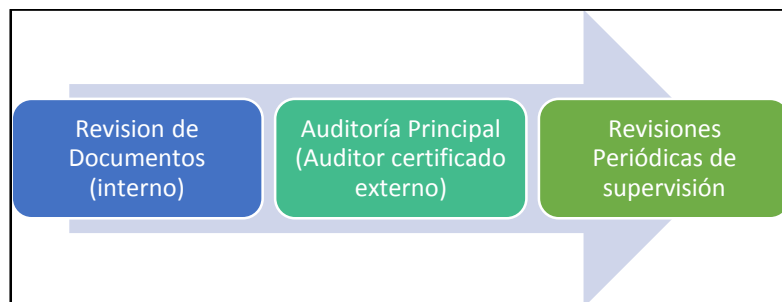 Revision de
Documentos
(interno)
Auditoría Principal
(Auditor certificado
externo)
Revisiones
Periódicas de
supervisión